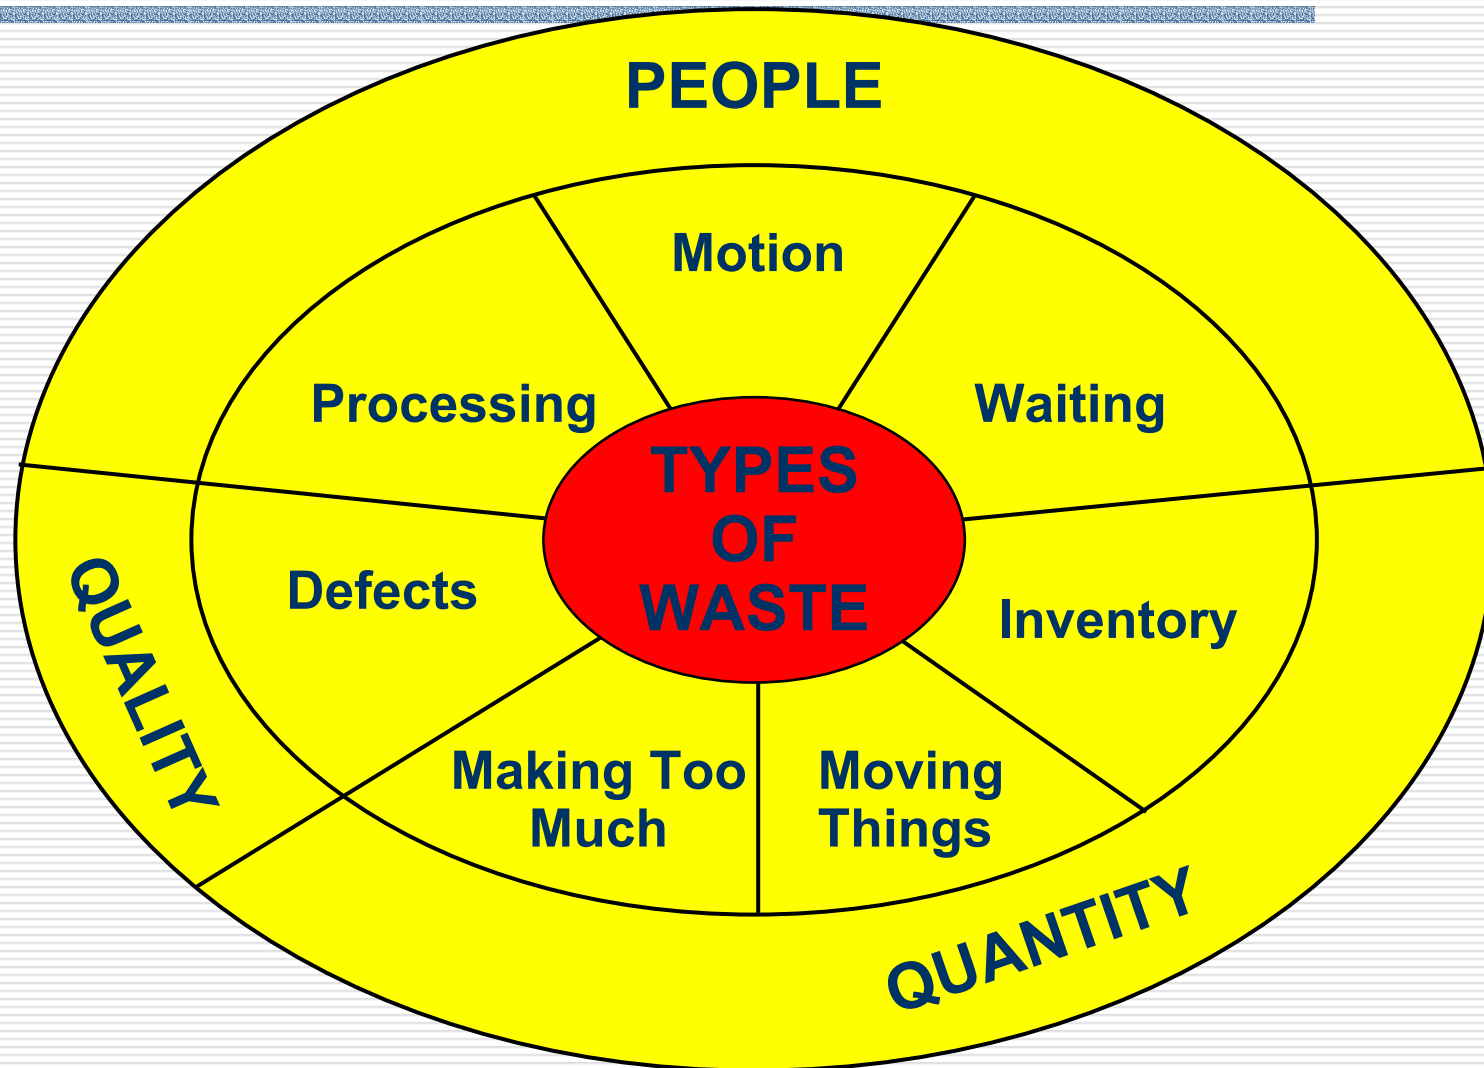 PEOPLE
Motion
Processing
Waiting
TYPES
OF
WASTE
Defects
Inventory
QUALITY
Making Too
Much
Moving
Things
QUANTITY